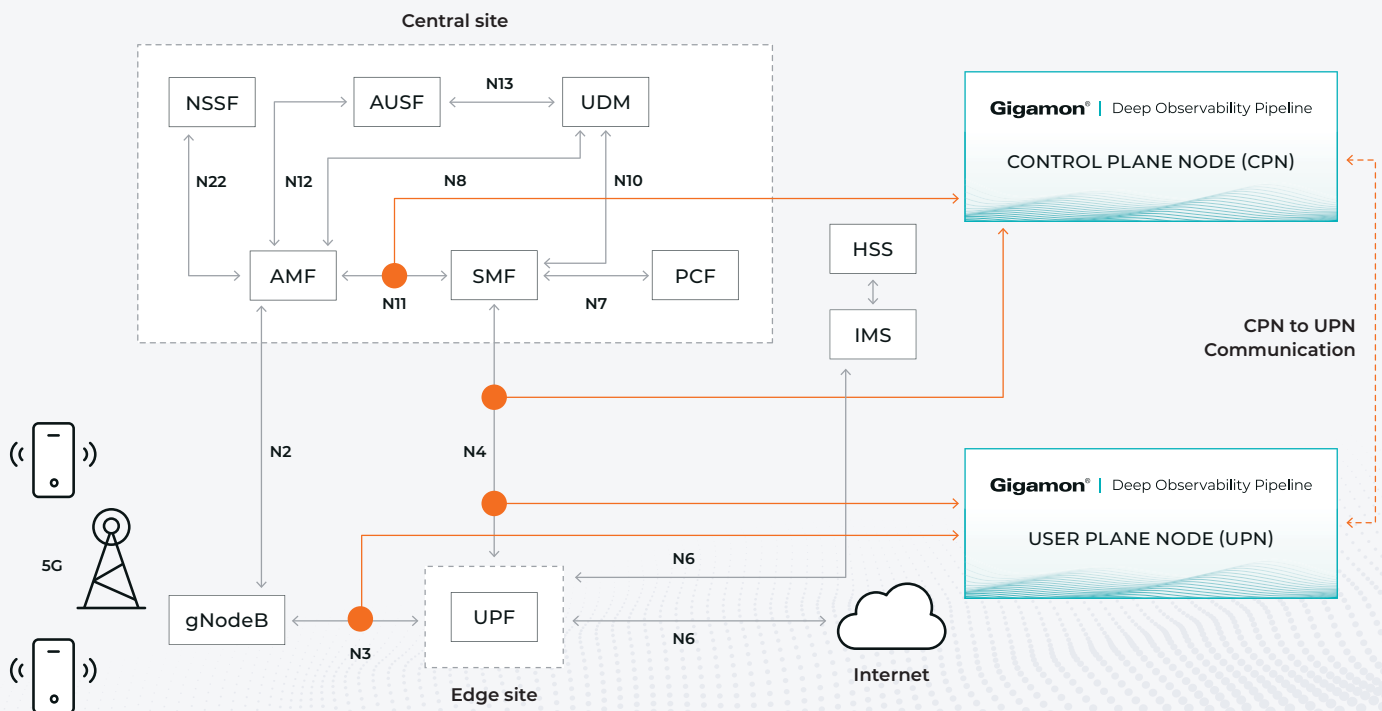 Central site
NSSF
AUSF
N13
UDM
Gigamon® | Deep Observability Pipeline
CONTROL PLANE NODE (CPN)
N22
N12
N8
N10
AMF
N11
SMF
N7
PCF
HSS
IMS
CPN to UPN
Communication
N2
N4
5G
Gigamon® | Deep Observability Pipeline
USER PLANE NODE (UPN)
gNodeB
N3
UPF
N6
N6
Edge site
Internet